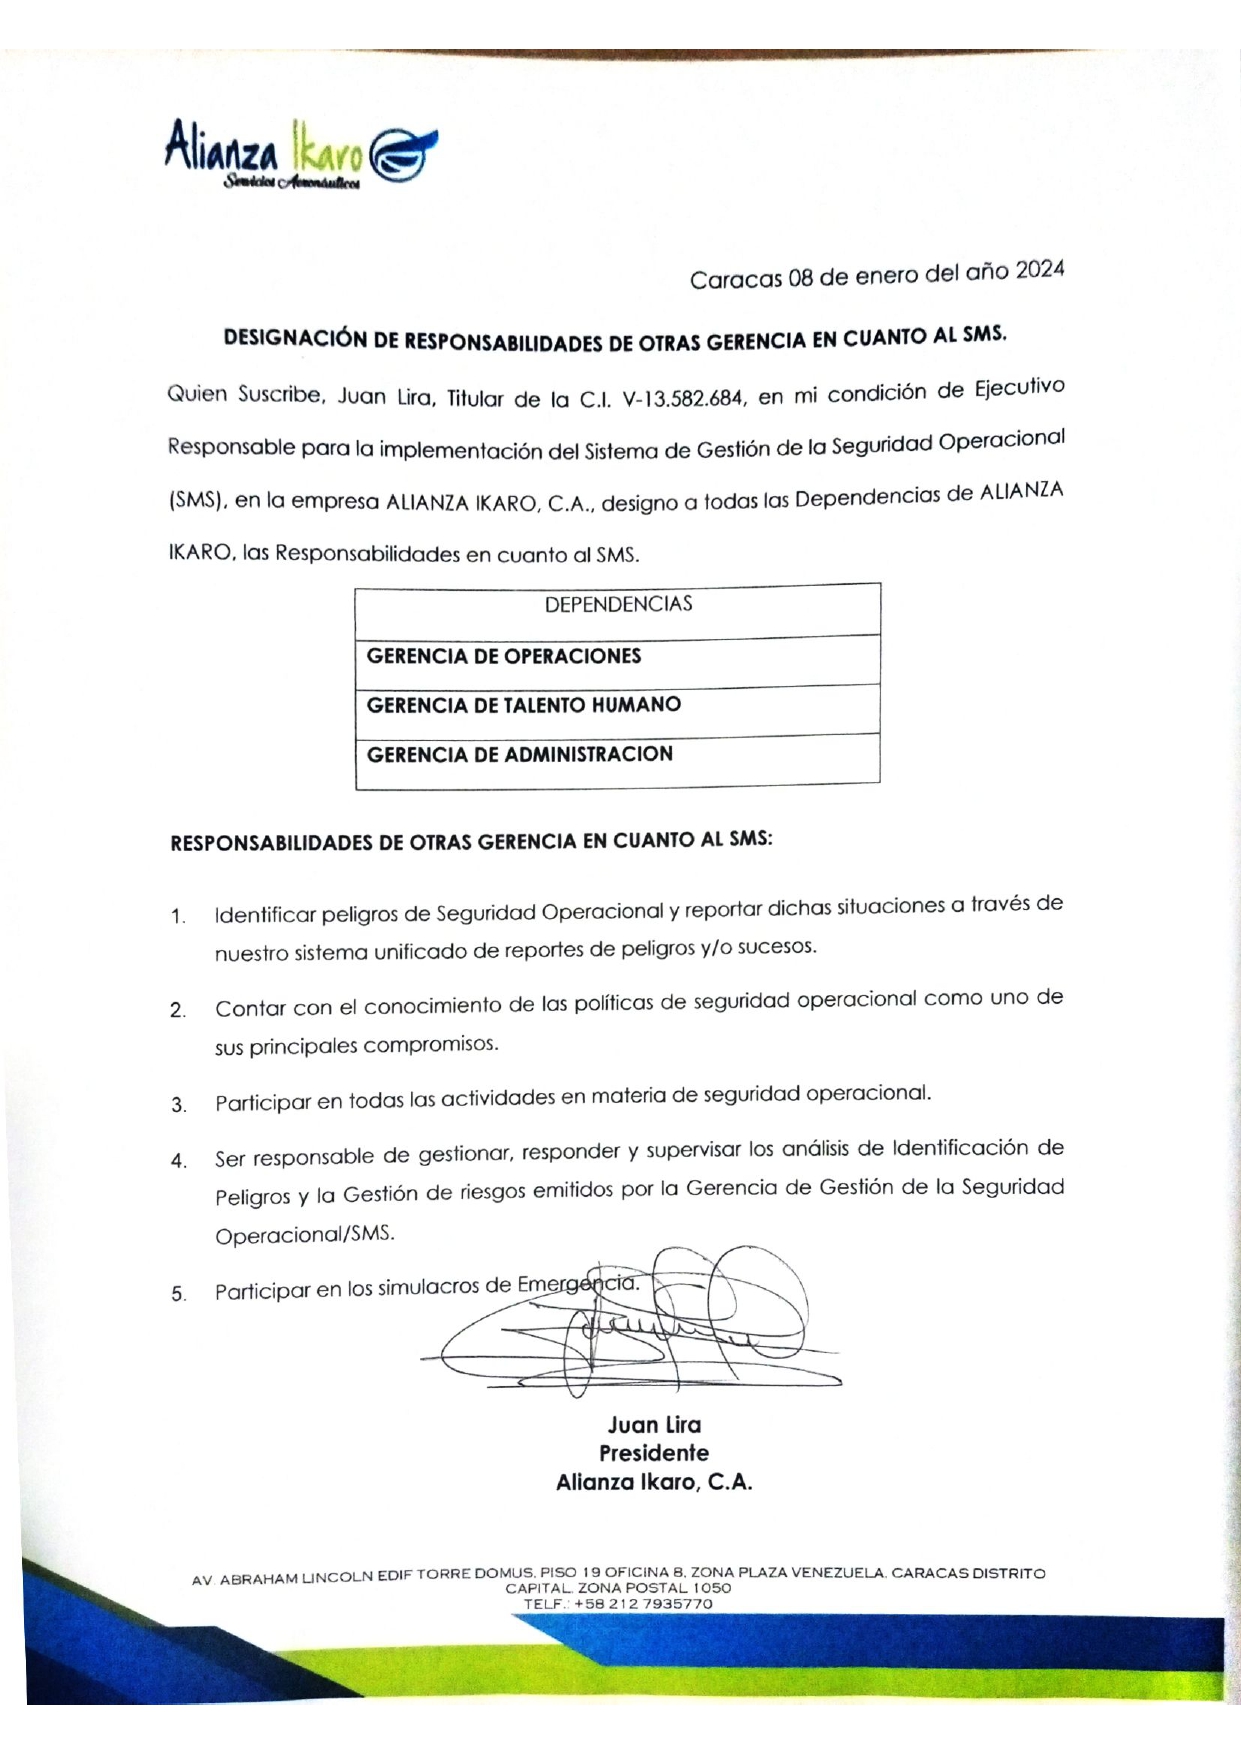 Alianza Ikaro
Servicios Aeronáuticos
Caracas 08 de enero del año 2024
DESIGNACIÓN DE RESPONSABILIDADES DE OTRAS GERENCIA EN CUANTO AL SMS.
Quien Suscribe, Juan Lira, Titular de la C.I. V-13.582.684, en mi condición de Ejecutivo
Responsable para la implementación del Sistema de Gestión de la Seguridad Operacional
(SMS), en la empresa ALIANZA IKARO, C.A., designo a todas las Dependencias de ALIANZA
IKARO, las Responsabilidades en cuanto al SMS.
DEPENDENCIAS
GERENCIA DE OPERACIONES
GERENCIA DE TALENTO HUMANO
GERENCIA DE ADMINISTRACION
RESPONSABILIDADES DE OTRAS GERENCIA EN CUANTO AL SMS:
1. Identificar peligros de Seguridad Operacional y reportar dichas situaciones a través de
nuestro sistema unificado de reportes de peligros y/o sucesos.
2. Contar con el conocimiento de las políticas de seguridad operacional como uno de
sus principales compromisos.
3. Participar en todas las actividades en materia de seguridad operacional.
4. Ser responsable de gestionar, responder y supervisar los análisis de Identificación de
Peligros y la Gestión de riesgos emitidos por la Gerencia de Gestión de la Seguridad
Operacional/SMS.
5. Participar en los simulacros de Emergencia.
Juan Lira
Presidente
Alianza Ikaro, C.A.
AV. ABRAHAM LINCOLN EDIF TORRE DOMUS, PISO 19 OFICINA B, ZONA PLAZA VENEZUELA, CARACAS DISTRITO
CAPITAL. ZONA POSTAL 1050
TELF.: +58 212 7935770